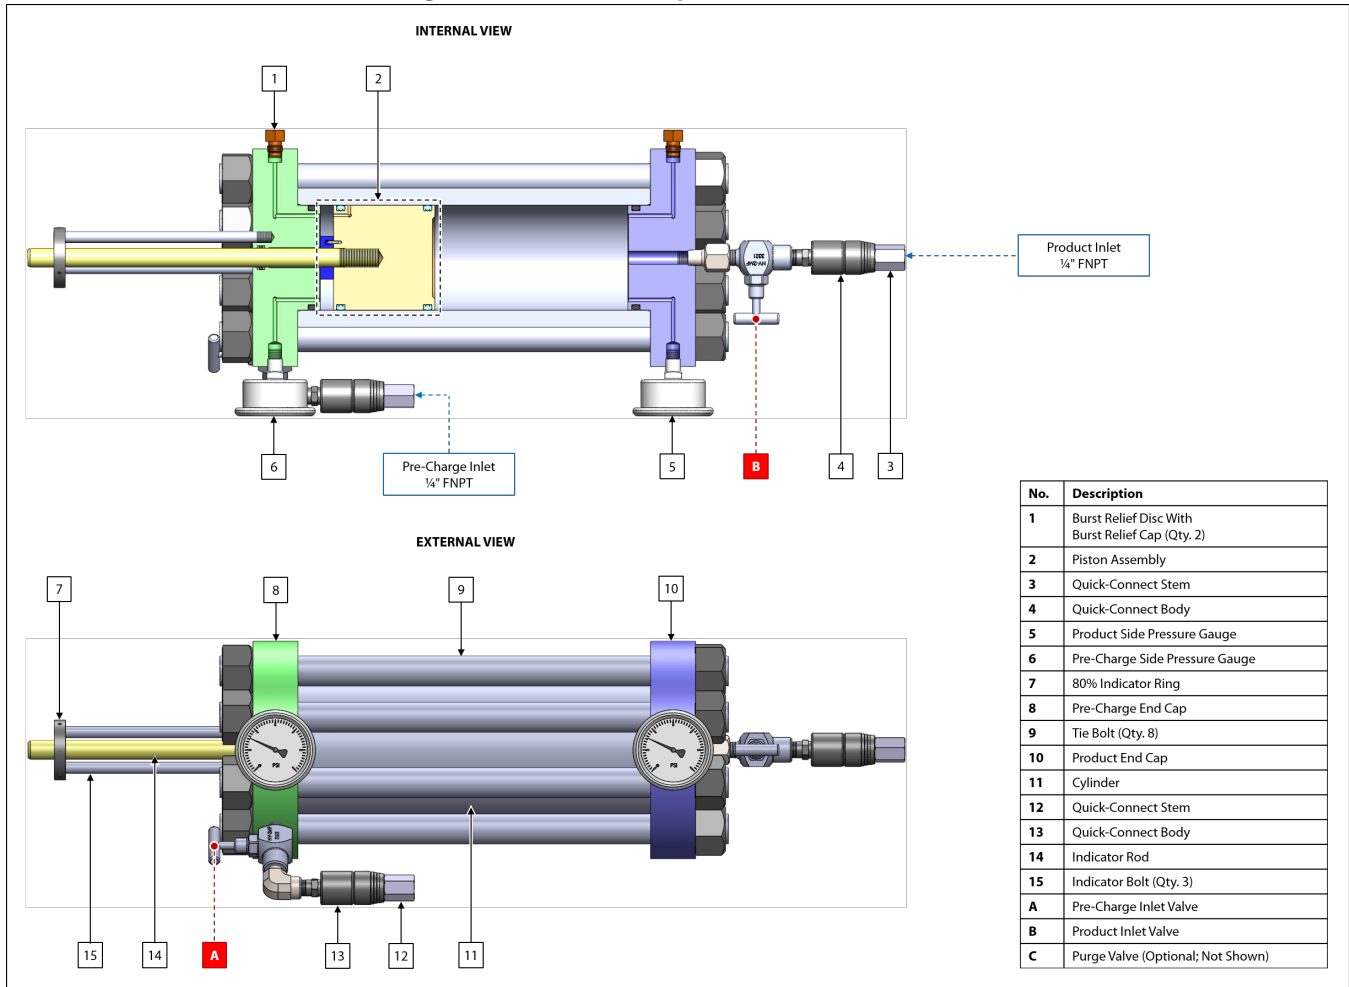 INTERNAL VIEW
1
2
Product Inlet
¼" FNPT
6
Pre-Charge Inlet
¼" FNPT
5
B
4
3
EXTERNAL VIEW
7
8
9
10
PSI
PSI
15
14
A
13
12
11
No. Description
1 Burst Relief Disc With
Burst Relief Cap (Qty. 2)
2 Piston Assembly
3 Quick-Connect Stem
4 Quick-Connect Body
5 Product Side Pressure Gauge
6 Pre-Charge Side Pressure Gauge
7 80% Indicator Ring
8 Pre-Charge End Cap
9 Tie Bolt (Qty. 8)
10 Product End Cap
11 Cylinder
12 Quick-Connect Stem
13 Quick-Connect Body
14 Indicator Rod
15 Indicator Bolt (Qty. 3)
A Pre-Charge Inlet Valve
B Product Inlet Valve
C Purge Valve (Optional; Not Shown)